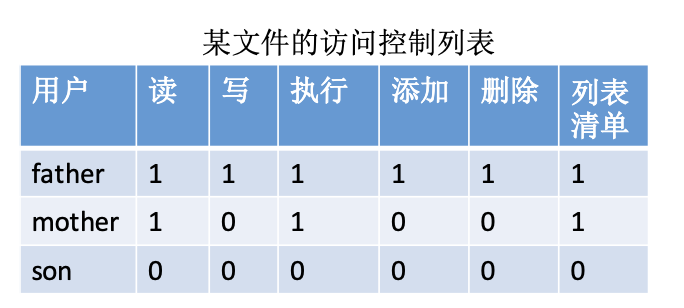 某文件的访问控制列表
用户 读 写 执行 添加 删除 列表
清单
father 1 1 1 1 1 1
mother 1 0 1 0 0 1
son 0 0 0 0 0 0